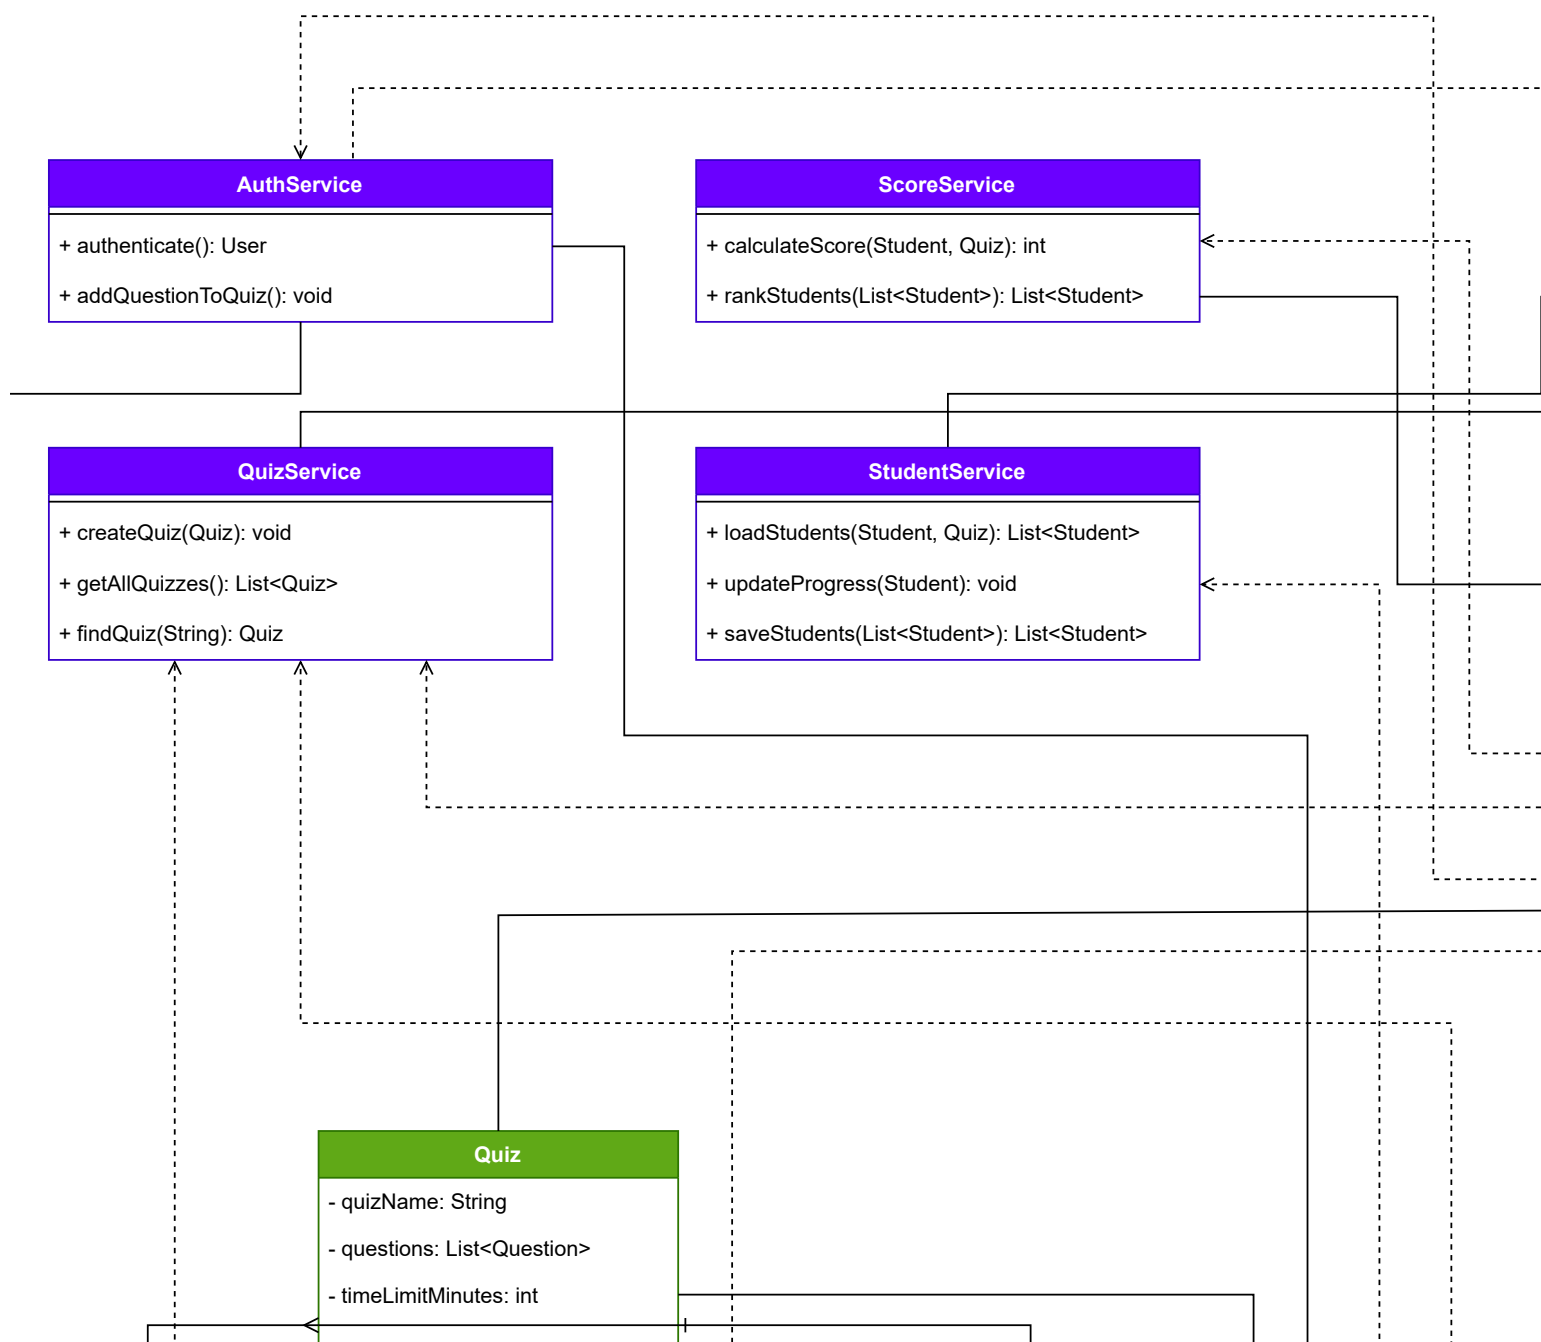 AuthService
+ authenticate(): User
+ addQuestionToQuiz(): void
ScoreService
+ calculateScore(Student, Quiz): int
+ rankStudents(List<Student>): List<Student>
QuizService
+ createQuiz(Quiz): void
+ getAllQuizzes(): List<Quiz>
+ findQuiz(String): Quiz
StudentService
+ loadStudents(Student, Quiz): List<Student>
+ updateProgress(Student): void
+ saveStudents(List<Student>): List<Student>
Quiz
- quizName: String
- questions: List<Question>
- timeLimitMinutes: int